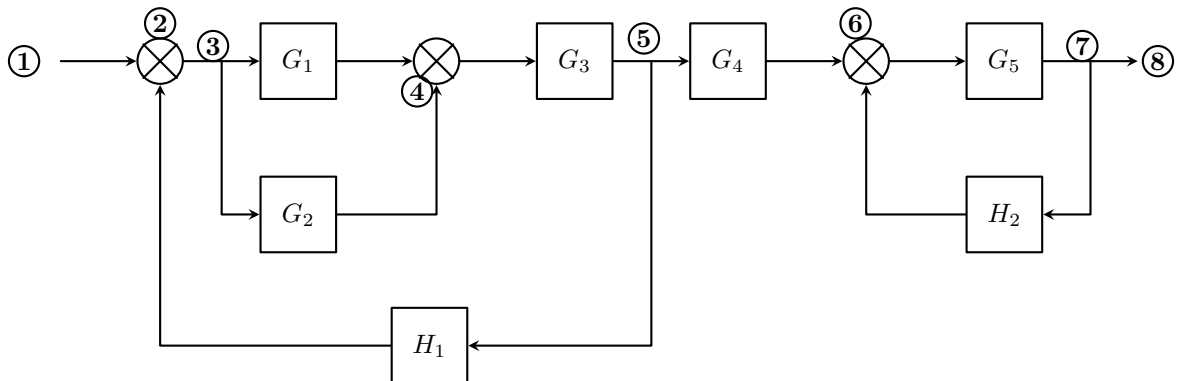 ① ② ③ G₁ ④ G₃ ⑤ G₄ ⑥ G₅ ⑦ ⑧
G₂ H₂
H₁